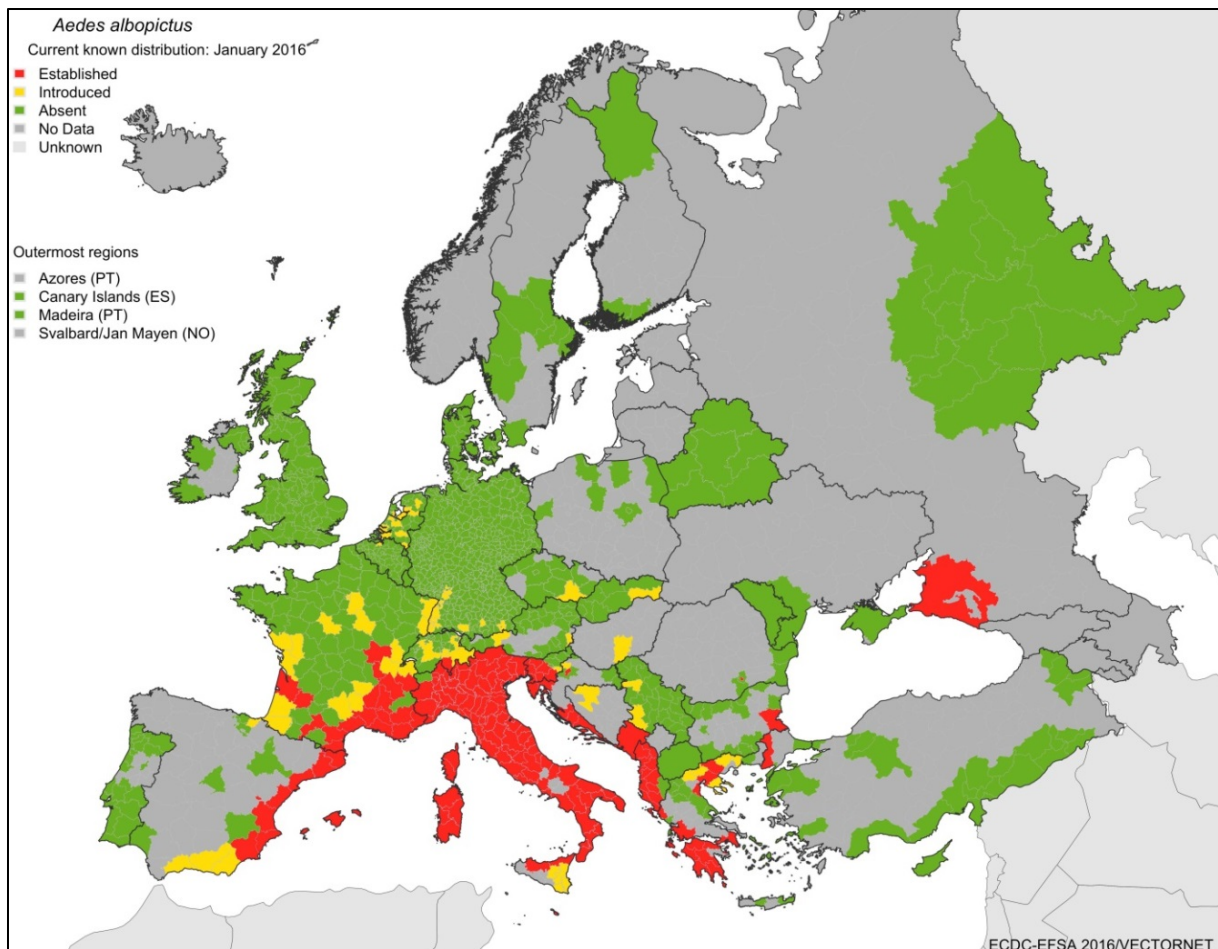 Aedes albopictus
Current known distribution: January 2016
Established
Introduced
Absent
No Data
Unknown
Outermost regions
Azores (PT)
Canary Islands (ES)
Madeira (PT)
Svalbard/Jan Mayen (NO)
ECDC-EFSA 2016/VECTORNET